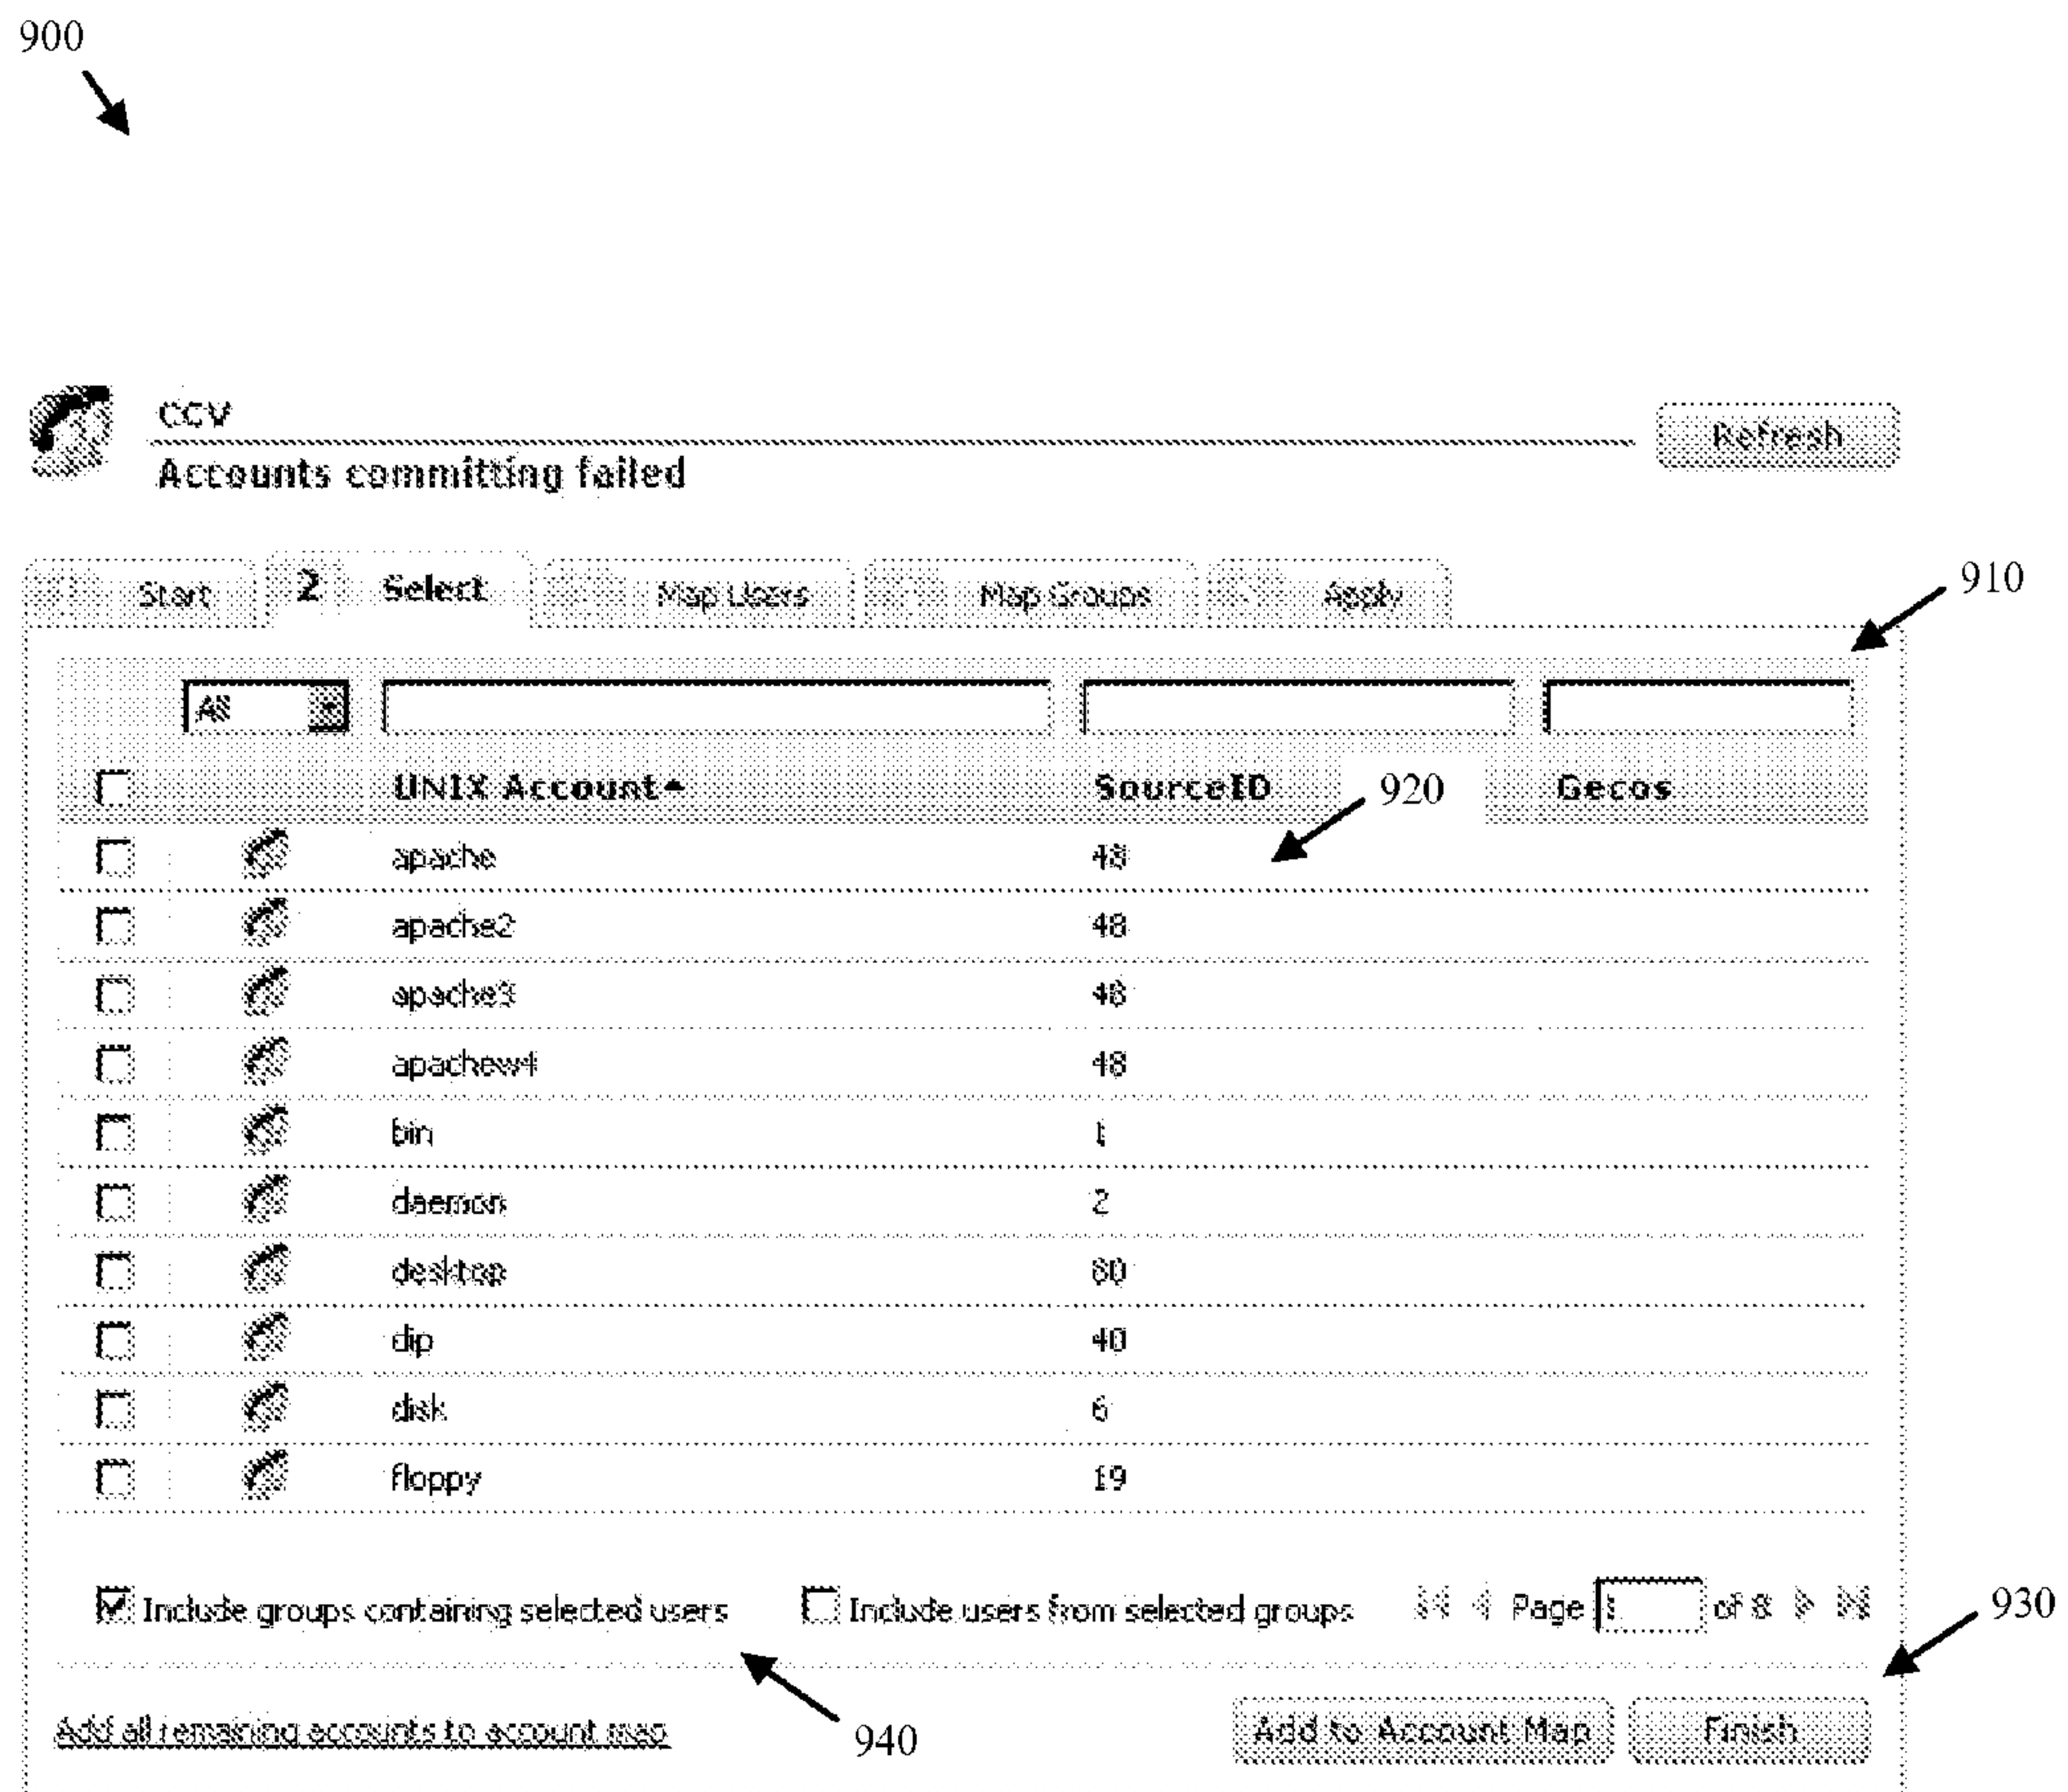 900
CCV
Refresh
Accounts committing failed
Start 2 Select Map Users Map Groups Apply
910
All
UNIX Account SourceID 920 Gecos
apache 48
apache2 48
apache3 48
apachew4 48
bin 1
daemon 2
desktop 80
dip 40
disk 6
floppy 19
Include groups containing selected users Include users from selected groups Page 1 of 8
930
Add all remaining accounts to account map 940 Add to Account Map Finish